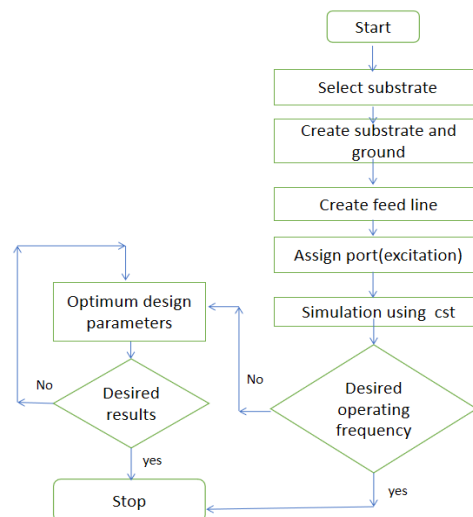 Start
Select substrate
Create substrate and
ground
Create feed line
Assign port(excitation)
Simulation using cst
Optimum design
parameters
No
Desired
results
No
Desired
operating
frequency
yes
yes
Stop